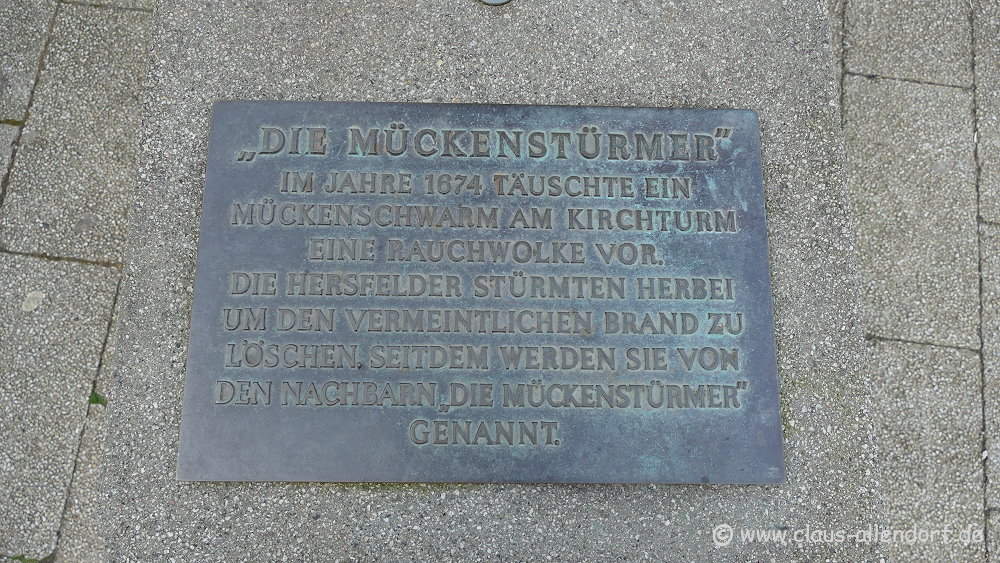 „DIE MÜCKENSTÜRMER”
IM JAHRE 1674 TÄUSCHTE EIN
MÜCKENSCHWARM AM KIRCHTURM
EINE RAUCHWOLKE VOR.
DIE HERSFELDER STÜRMTEN HERBEI
UM DEN VERMEINTLICHEN BRAND ZU
LÖSCHEN. SEITDEM WERDEN SIE VON
DEN NACHBARN „DIE MÜCKENSTÜRMER”
GENANNT.
© www.claus-allendorf.de